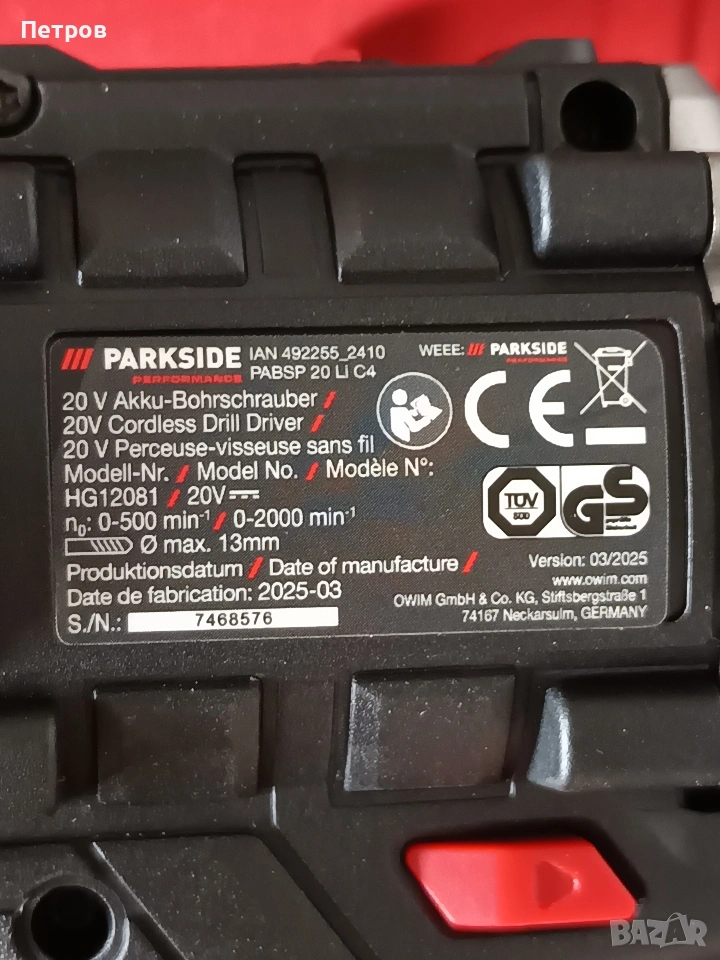 Петров
PARKSIDE
PERFORMANCE
IAN 492255_2410
PABSP 20 Li C4
WEEE: PARKSIDE
PERFORMANCE
20 V Akku-Bohrschrauber /
20V Cordless Drill Driver /
20 V Perceuse-visseuse sans fil
Modell-Nr. / Model No. / Modèle N°:
HG12081 / 20V
n₀: 0-500 min⁻¹ / 0-2000 min⁻¹
Ø max. 13mm
Produktionsdatum / Date of manufacture /
Date de fabrication: 2025-03
S./N.: 7468576
CE
TÜV
GS
Version: 03/2025
www.owim.com
OWIM GmbH & Co. KG, Stiftsbergstraße 1
74167 Neckarsulm, GERMANY
BAZAR